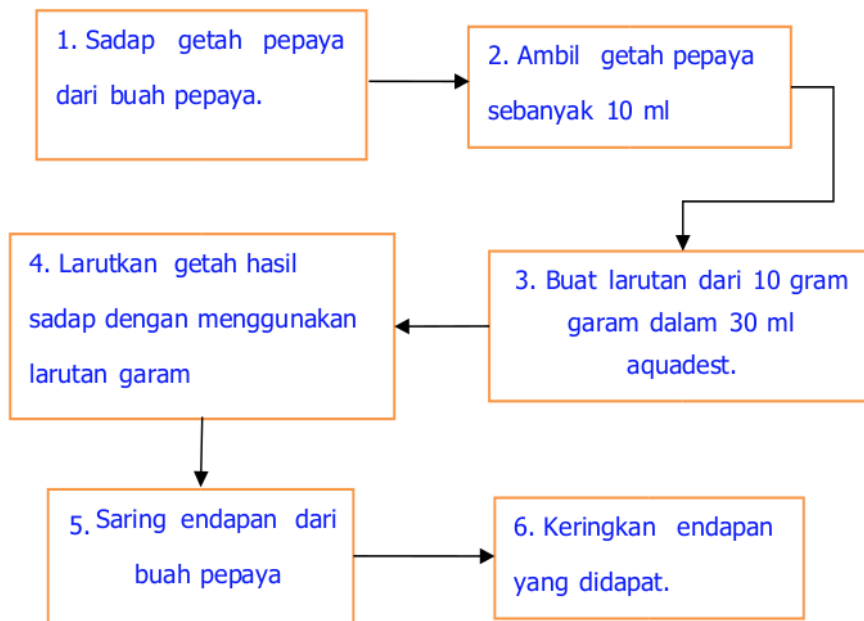 1. Sadap getah pepaya
dari buah pepaya.
2. Ambil getah pepaya
sebanyak 10 ml
3. Buat larutan dari 10 gram
garam dalam 30 ml
aquadest.
4. Larutkan getah hasil
sadap dengan menggunakan
larutan garam
5. Saring endapan dari
buah pepaya
6. Keringkan endapan
yang didapat.